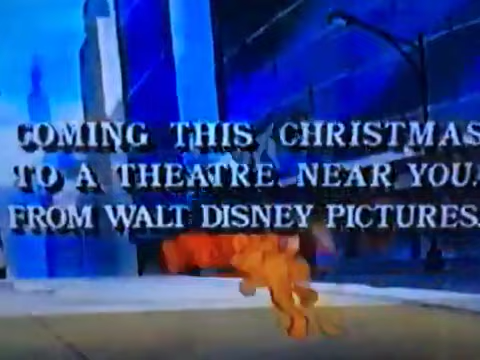 COMING THIS CHRISTMAS
TO A THEATRE NEAR YOU.
FROM WALT DISNEY PICTURES.